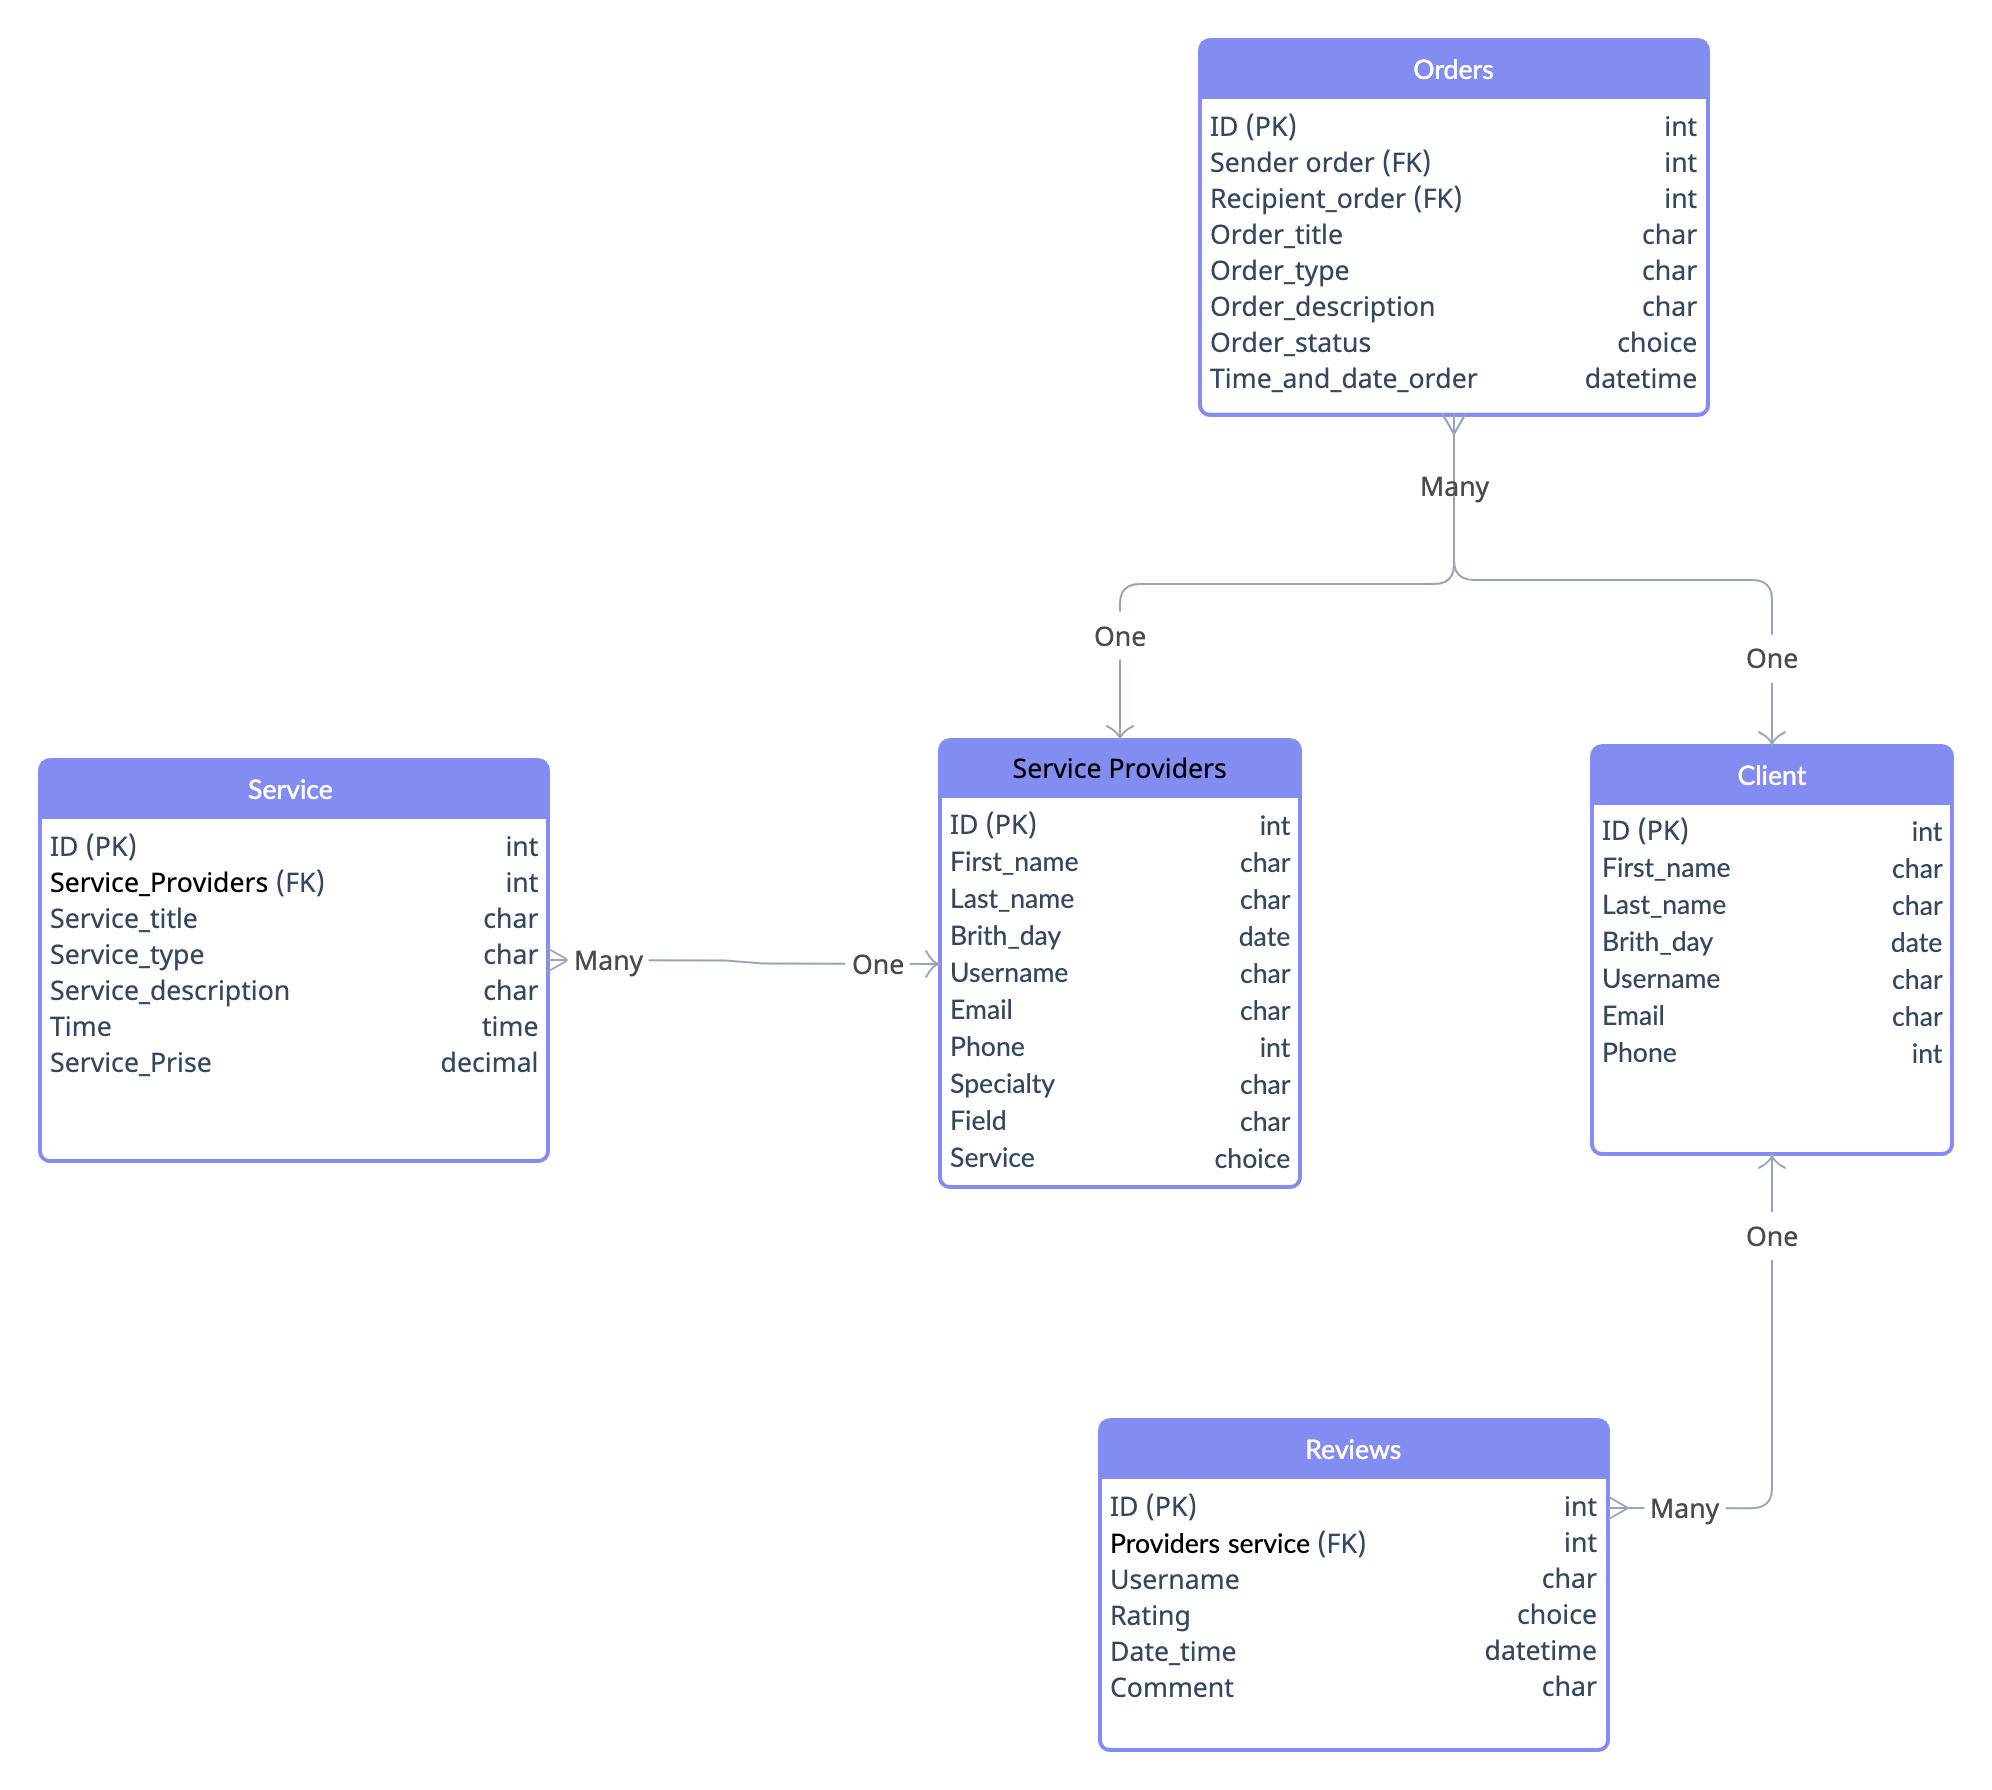 Orders
ID (PK) int
Sender order (FK) int
Recipient_order (FK) int
Order_title char
Order_type char
Order_description char
Order_status choice
Time_and_date_order datetime
Many
One
One
Service
ID (PK) int
Service_Providers (FK) int
Service_title char
Service_type char
Service_description char
Time time
Service_Prise decimal
Many
One
Service Providers
ID (PK) int
First_name char
Last_name char
Brith_day date
Username char
Email char
Phone int
Specialty char
Field char
Service choice
Client
ID (PK) int
First_name char
Last_name char
Brith_day date
Username char
Email char
Phone int
One
Many
Reviews
ID (PK) int
Providers service (FK) int
Username char
Rating choice
Date_time datetime
Comment char